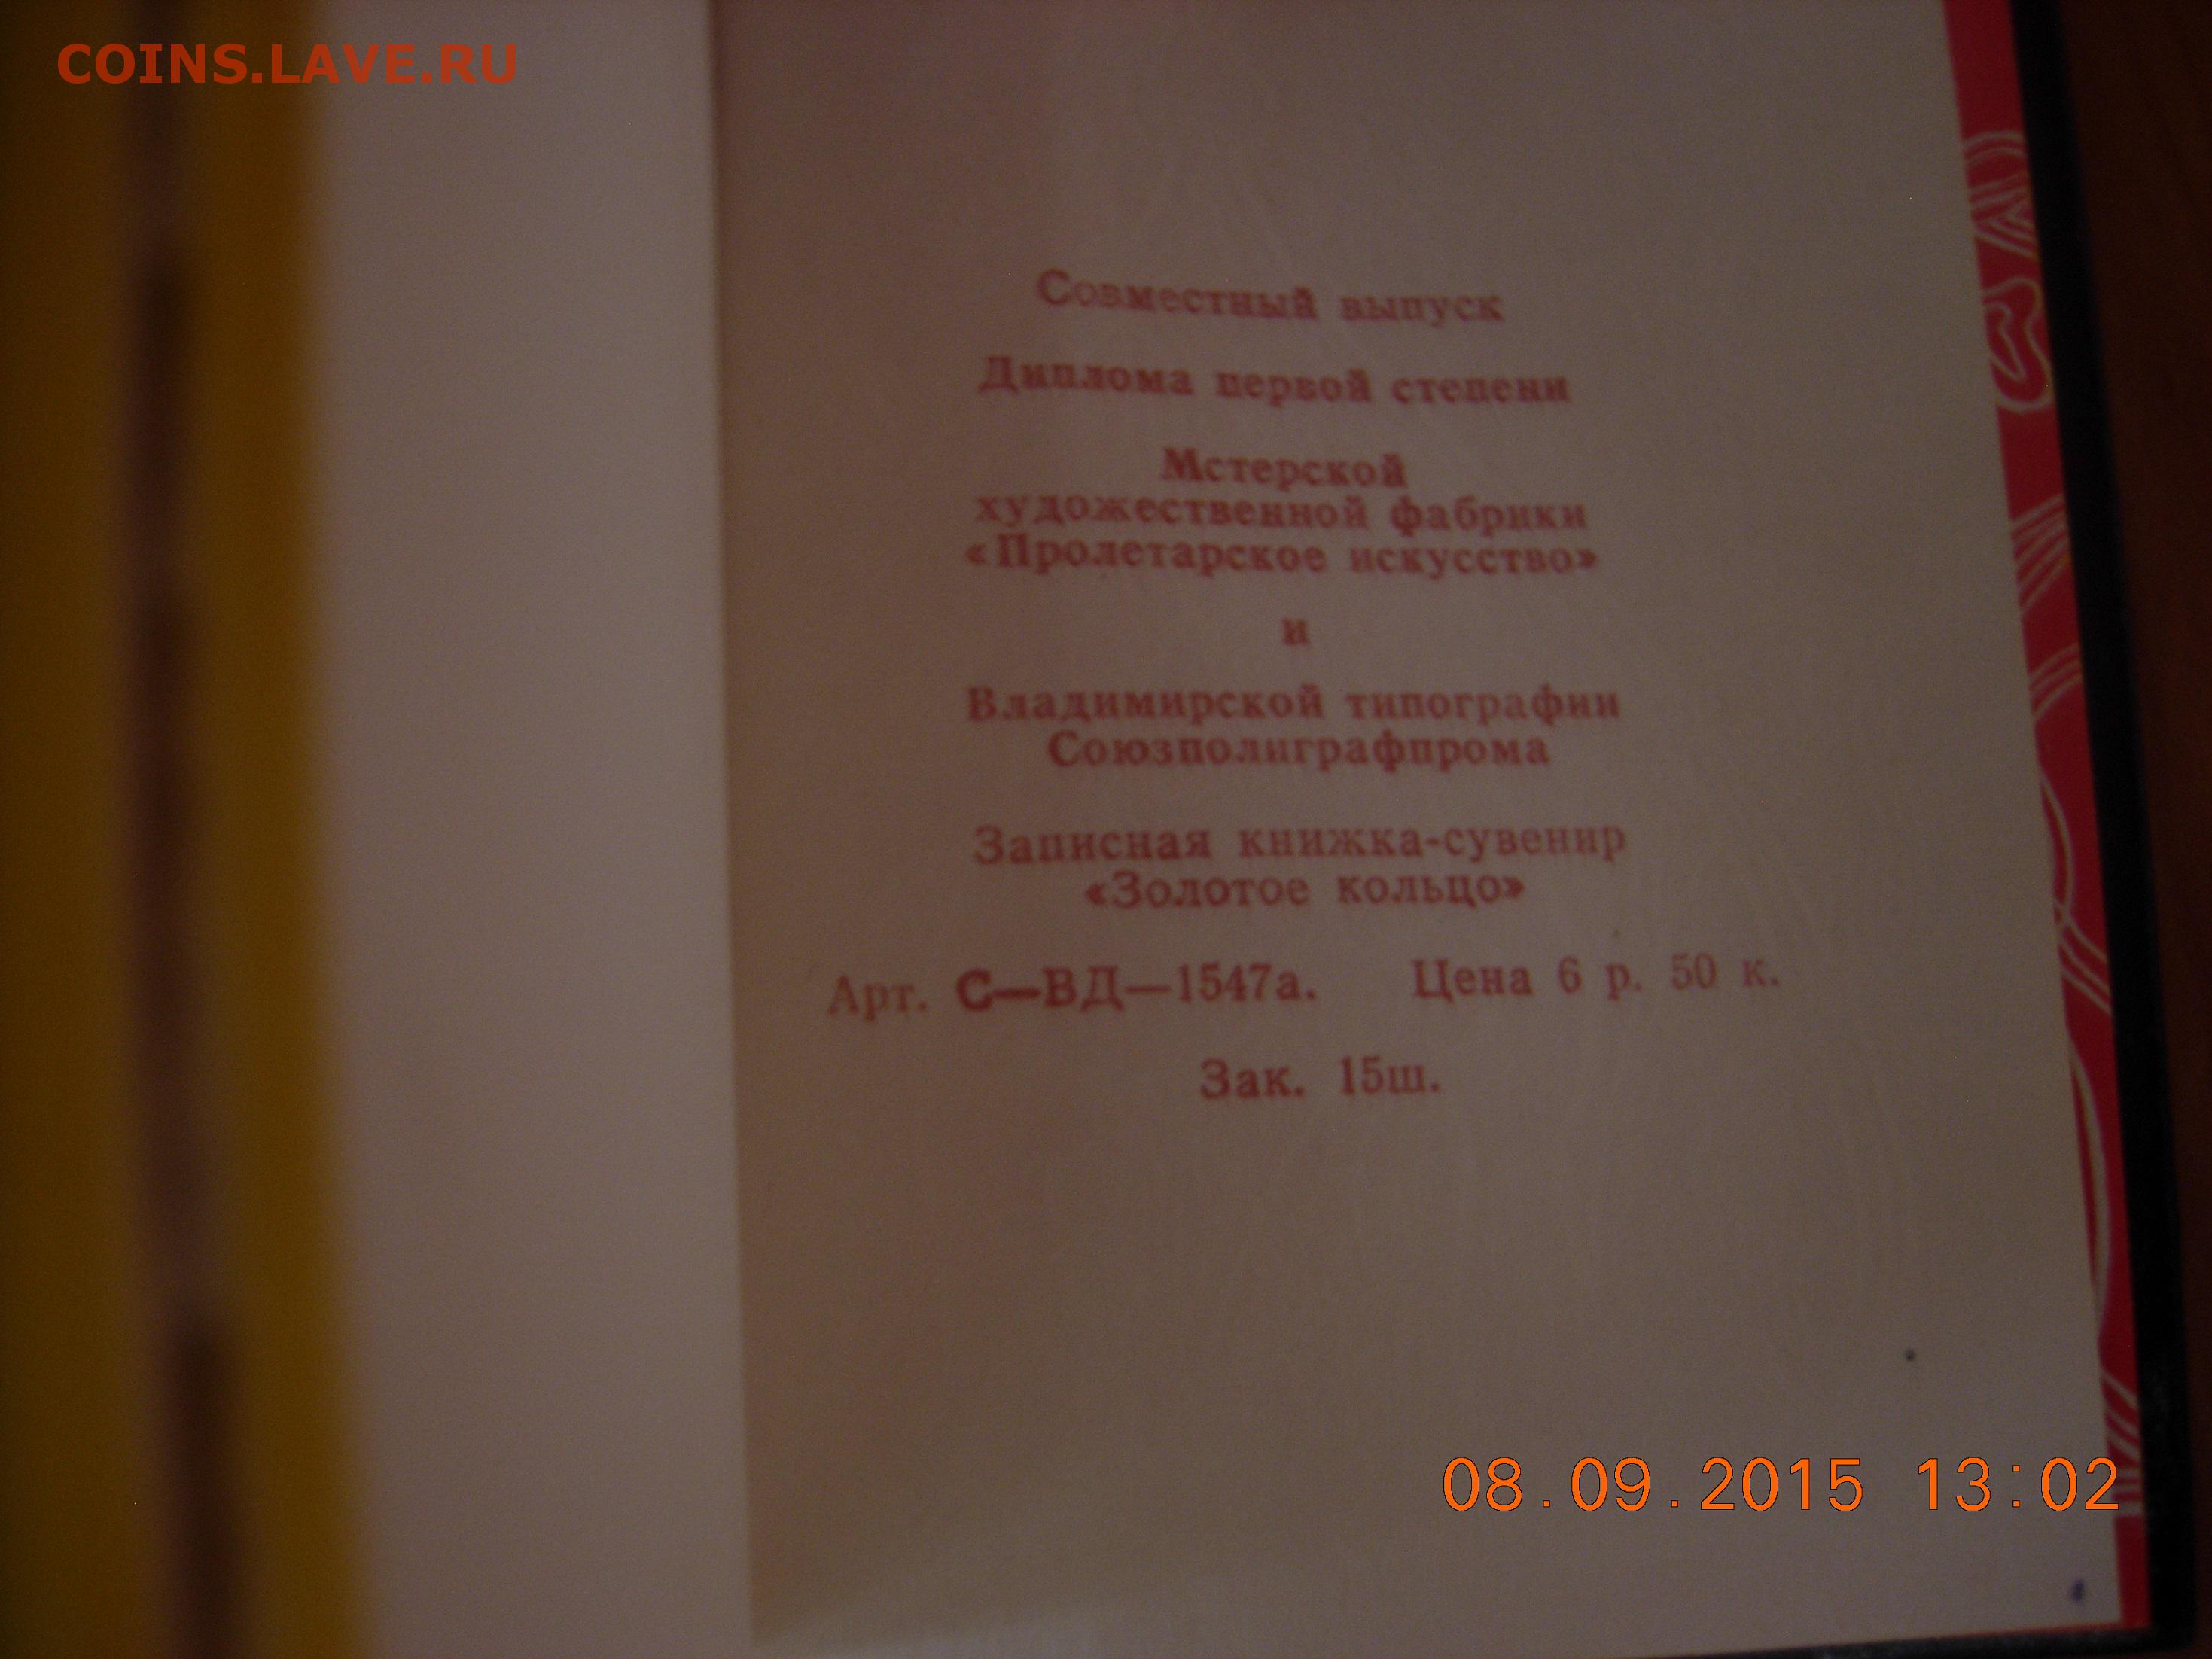 COINS.LAVE.RU
Совместный выпуск
Диплома первой степени
Мстерской
художественной фабрики
«Пролетарское искусство»
и
Владимирской типографии
Союзполиграфпрома
Записная книжка-сувенир
«Золотое кольцо»
Арт. С—ВД—1547а. Цена 6 р. 50 к.
Зак. 15ш.
08.09.2015 13:02